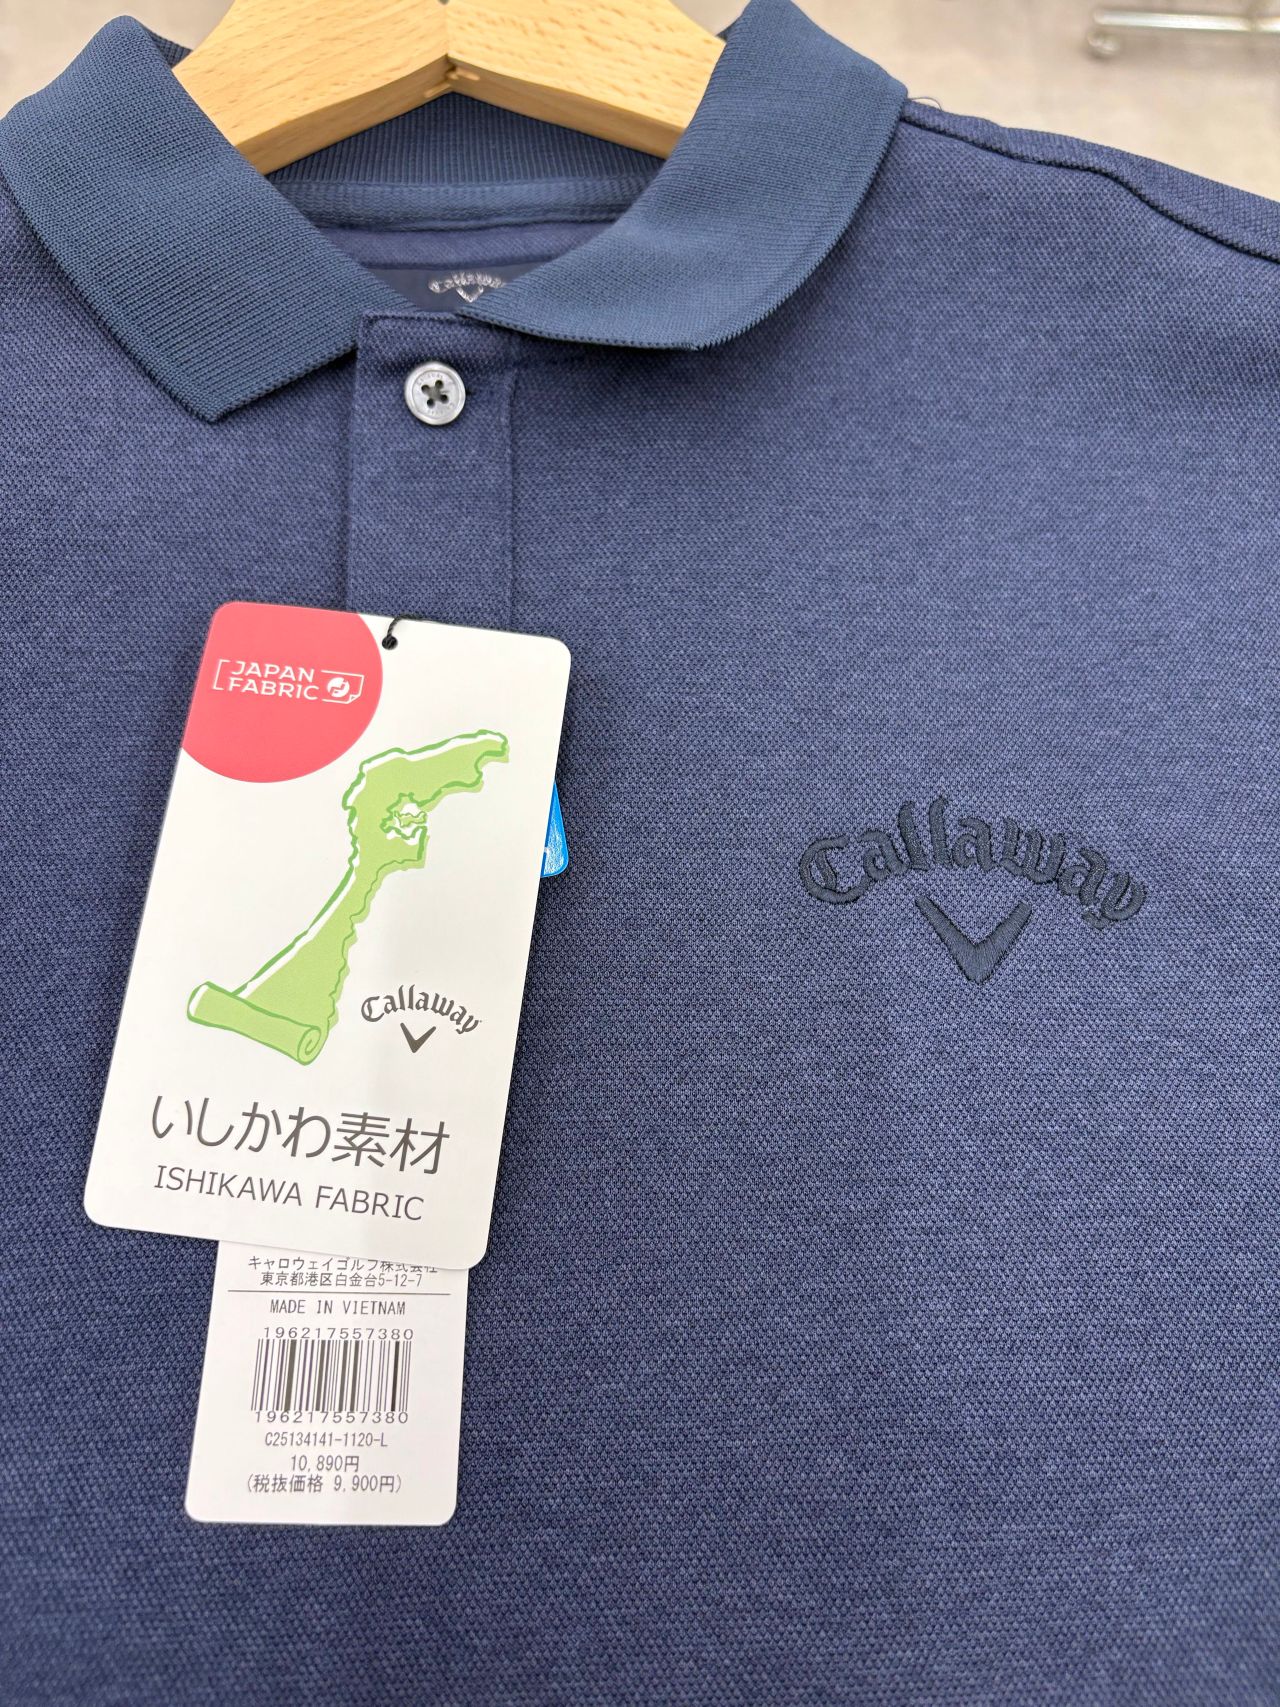 Callaway
JAPAN
FABRIC
Callaway
Callaway
いしかわ素材
ISHIKAWA FABRIC
キャロウェイゴルフ株式会社
東京都港区白金台5-12-7
MADE IN VIETNAM
196217557380
196217557380
C25134141-1120-L
10,890円
(税抜価格 9,900円)